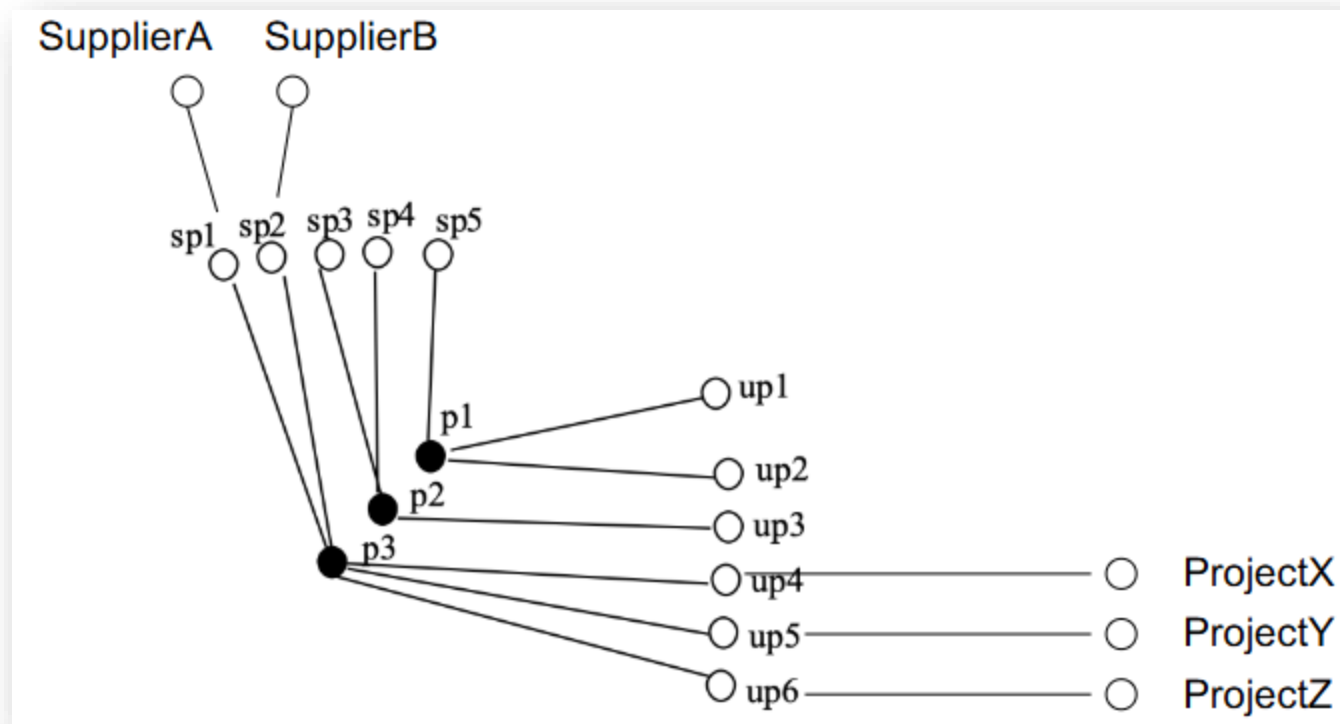 SupplierA SupplierB
sp1 sp2 sp3 sp4 sp5
up1
p1
up2
p2
up3
p3
up4 ProjectX
up5 ProjectY
up6 ProjectZ